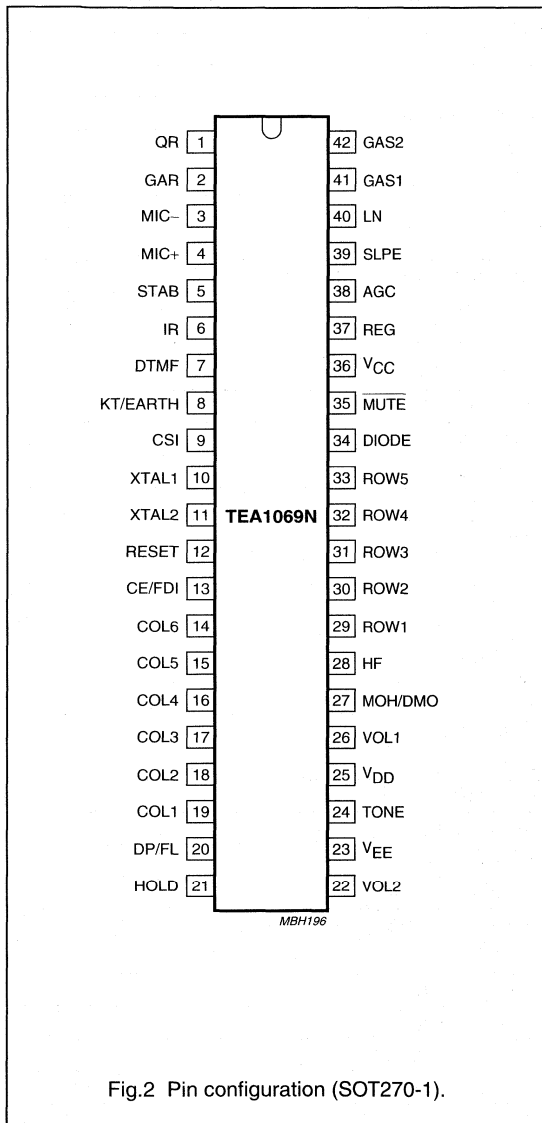 QR 1 42 GAS2
GAR 2 41 GAS1
MIC− 3 40 LN
MIC+ 4 39 SLPE
STAB 5 38 AGC
IR 6 37 REG
DTMF 7 36 VCC
KT/EARTH 8 35 MUTE
CSI 9 34 DIODE
XTAL1 10 33 ROW5
XTAL2 11 TEA1069N 32 ROW4
RESET 12 31 ROW3
CE/FDI 13 30 ROW2
COL6 14 29 ROW1
COL5 15 28 HF
COL4 16 27 MOH/DMO
COL3 17 26 VOL1
COL2 18 25 VDD
COL1 19 24 TONE
DP/FL 20 23 VEE
HOLD 21 22 VOL2
MBH196
Fig.2 Pin configuration (SOT270-1).